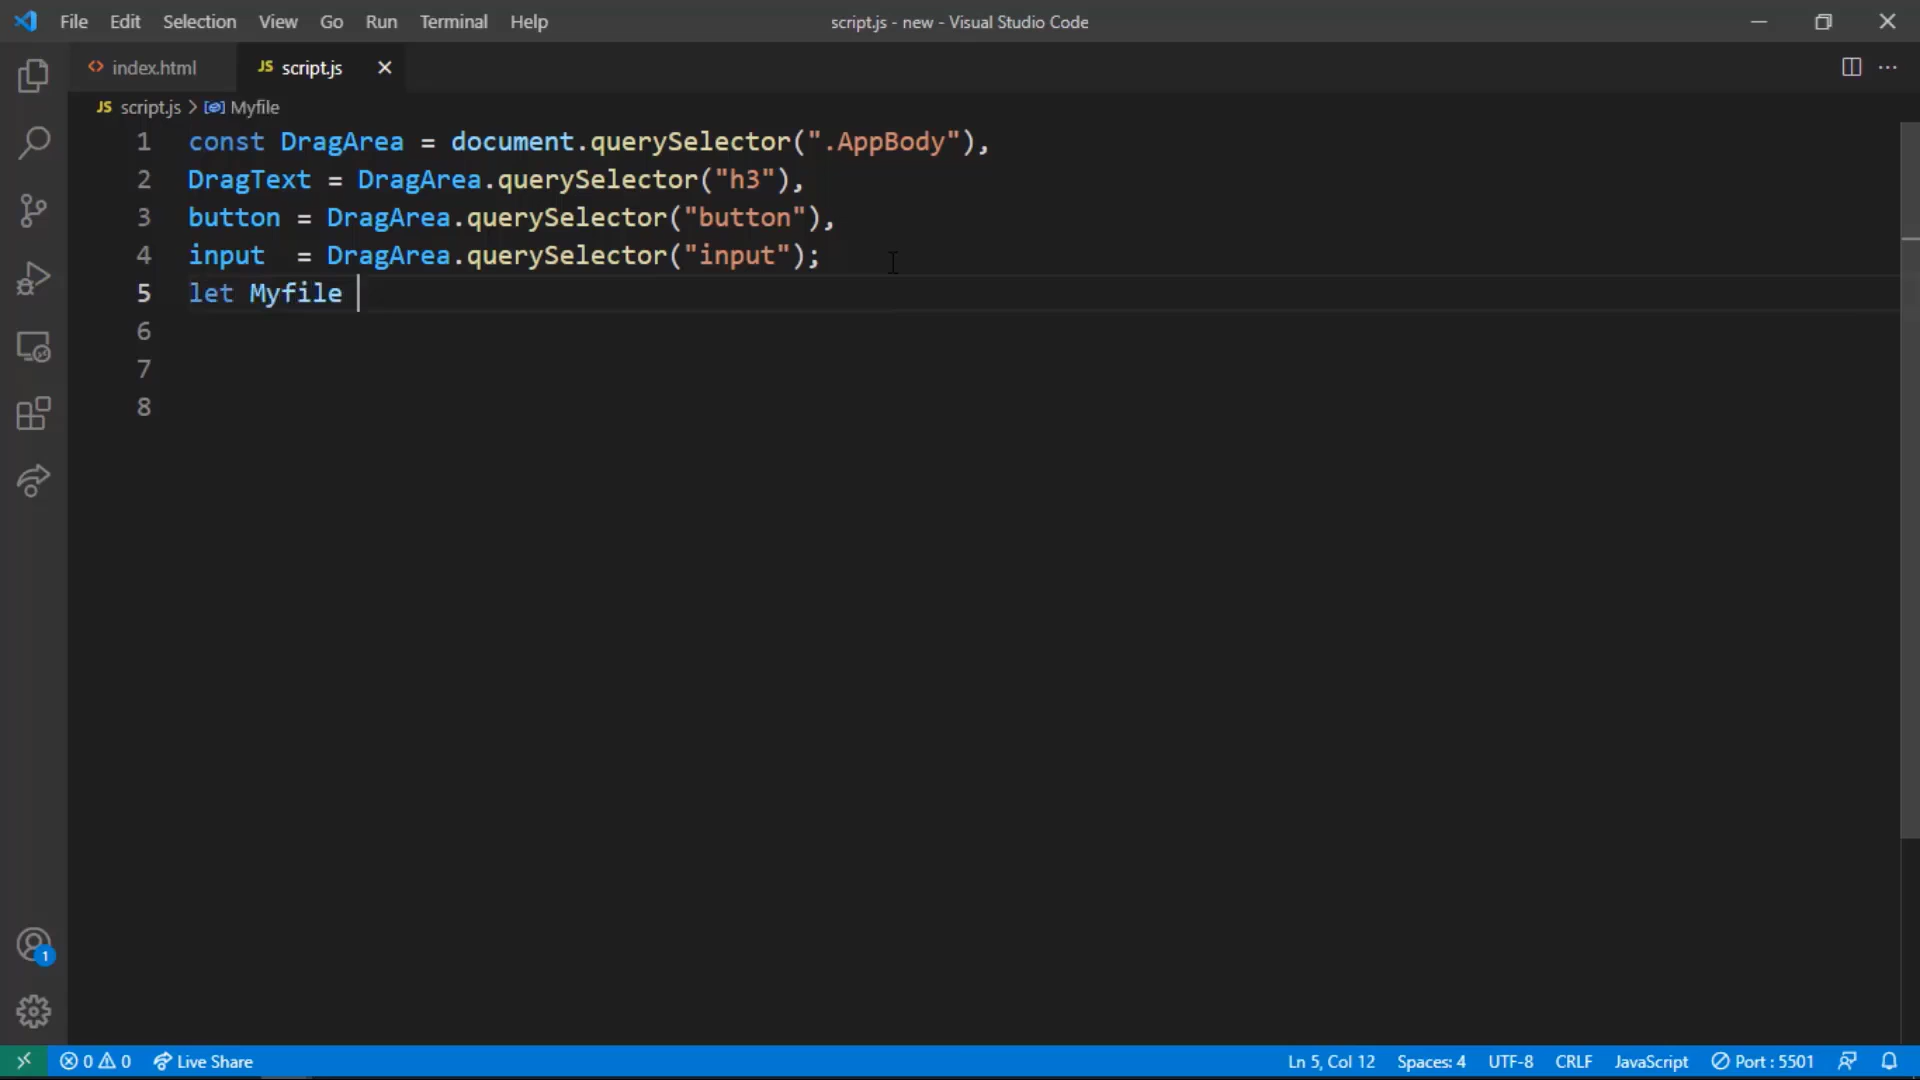 File Edit Selection View Go Run Terminal Help script.js - new - Visual Studio Code
index.html JS script.js
JS script.js > Myfile
1 const DragArea = document.querySelector(".AppBody"),
2 DragText = DragArea.querySelector("h3"),
3 button = DragArea.querySelector("button"),
4 input  = DragArea.querySelector("input");
5 let Myfile
6
7
8
1
0 0 Live Share Ln 5, Col 12 Spaces: 4 UTF-8 CRLF JavaScript Port : 5501